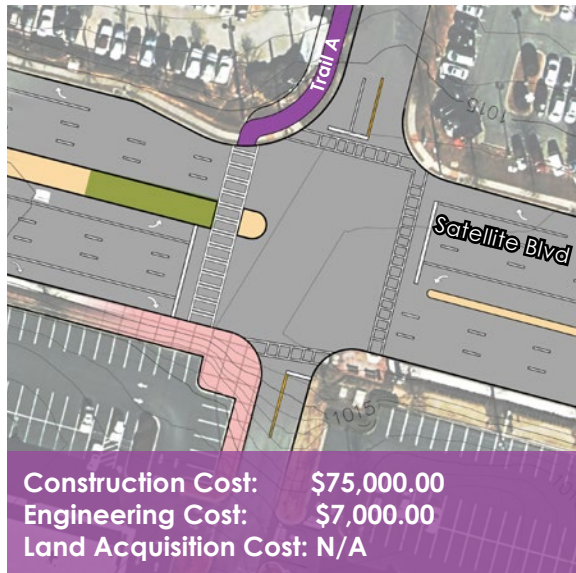 Trail A
1015
Satellite Blvd
1015
Construction Cost: $75,000.00
Engineering Cost: $7,000.00
Land Acquisition Cost: N/A